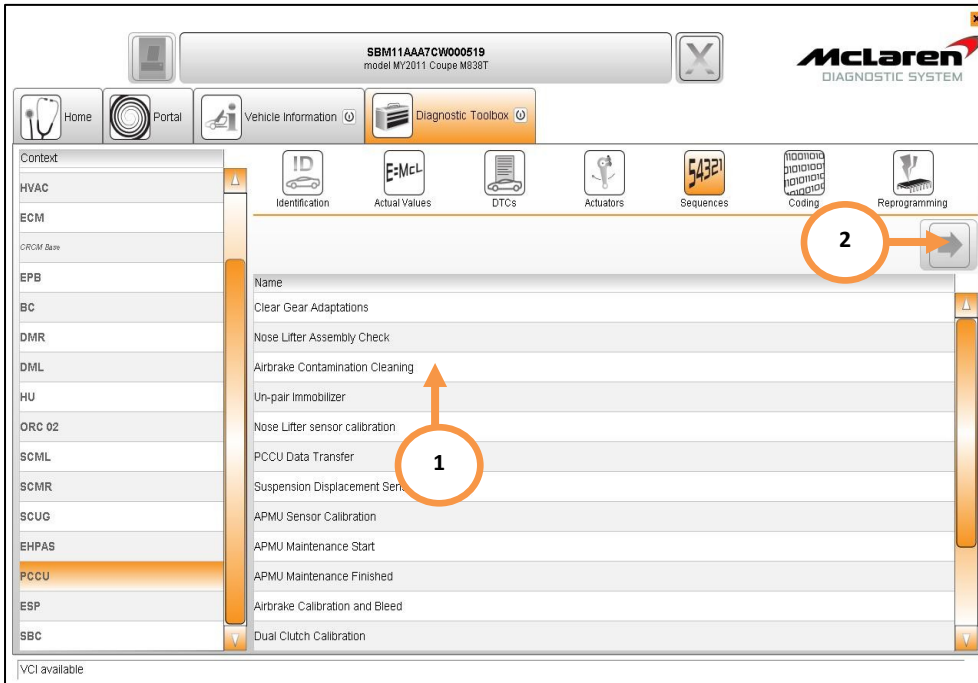 SBM11AAA7CW000519
model MY2011 Coupe M838T
McLaren
DIAGNOSTIC SYSTEM
Home
Portal
Vehicle Information
Diagnostic Toolbox
Context
HVAC
ECM
CRCM Base
EPB
BC
DMR
DML
HU
ORC 02
SCML
SCMR
SCUG
EHPAS
PCCU
ESP
SBC
ID
E=McL
54321
Identification
Actual Values
DTCs
Actuators
Sequences
Coding
Reprogramming
2
Name
Clear Gear Adaptations
Nose Lifter Assembly Check
Airbrake Contamination Cleaning
Un-pair Immobilizer
Nose Lifter sensor calibration
PCCU Data Transfer
1
Suspension Displacement
APMU Sensor Calibration
APMU Maintenance Start
APMU Maintenance Finished
Airbrake Calibration and Bleed
Dual Clutch Calibration
VCI available